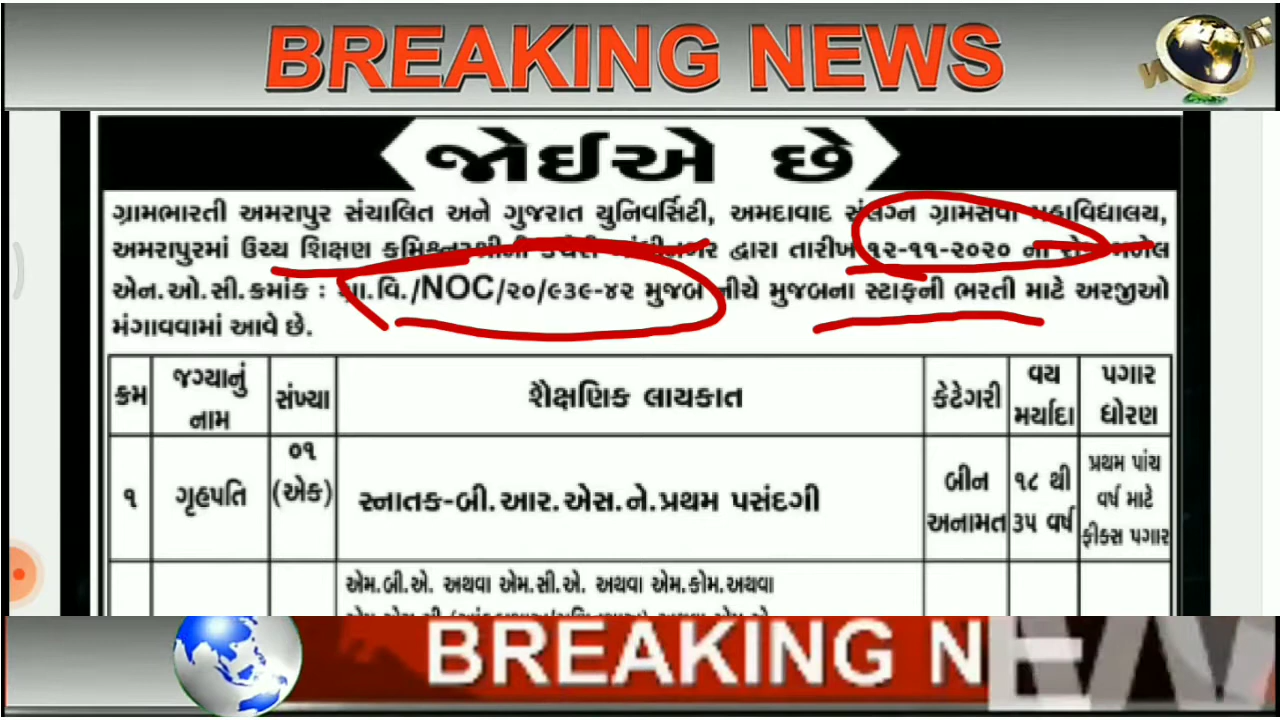 BREAKING NEWS
જોઈએ છે
ગ્રામભારતી અમરાપુર સંચાલિત અને ગુજરાત યુનિવર્સિટી, અમદાવાદ સંલગ્ન ગ્રામસેવા મહાવિદ્યાલય,
અમરાપુરમાં ઉચ્ચ શિક્ષણ કમિશ્નરશ્રીની કચેરી ગાંધીનગર દ્વારા તારીખ ૧૨-૧૧-૨૦૨૦ ના રોજ મળેલ
એન.ઓ.સી.ક્રમાંક : વિ./NOC/૨૦/૯૩૯-૪૨ મુજબ નીચે મુજબના સ્ટાફની ભરતી માટે અરજીઓ
મંગાવવામાં આવે છે.
ક્રમ જગ્યાનું નામ સંખ્યા શૈક્ષણિક લાયકાત કેટેગરી વય મર્યાદા પગાર ધોરણ
૧ ગૃહપતિ ૦૧ (એક) સ્નાતક-બી.આર.એસ.ને.પ્રથમ પસંદગી બીન અનામત ૧૮ થી ૩૫ વર્ષ પ્રથમ પાંચ વર્ષ માટે ફીક્સ પગાર
એમ.બી.એ. અથવા એમ.સી.એ. અથવા એમ.કોમ.અથવા
BREAKING NEW